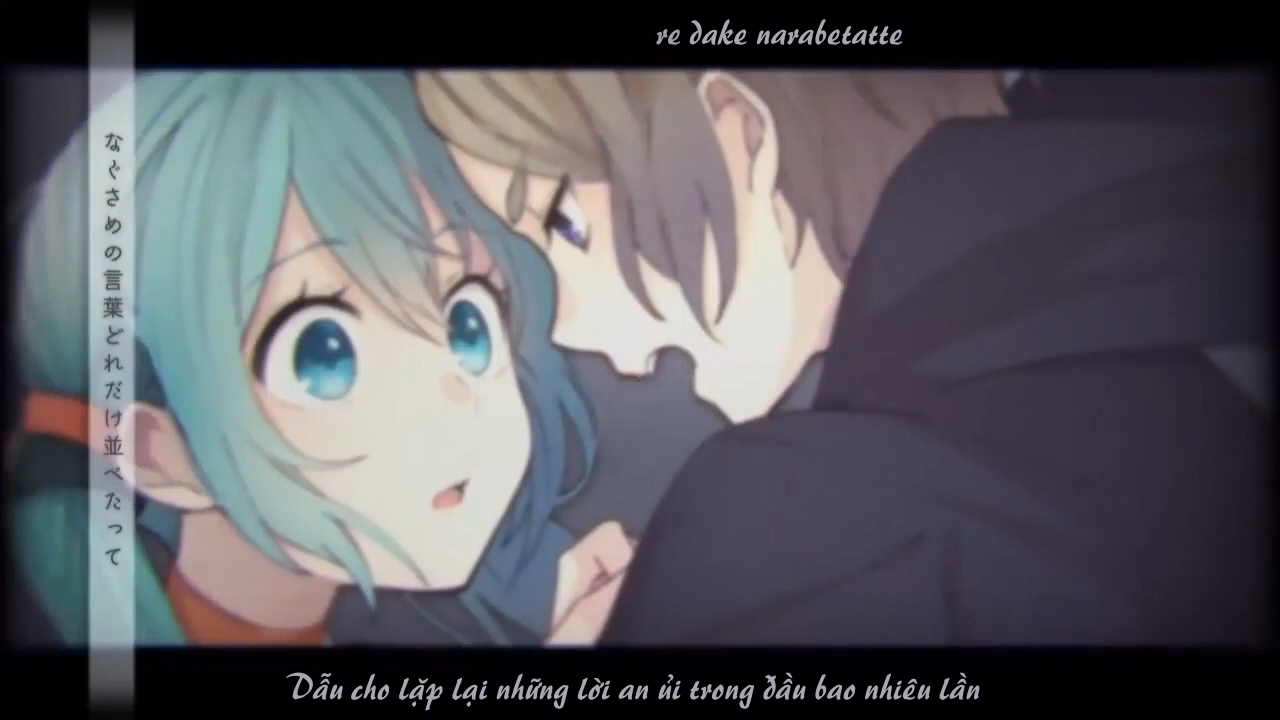 re dake narabetatte
なぐさめの言葉どれだけ並べたって
Dẫu cho lặp lại những lời an ủi trong đầu bao nhiêu lần